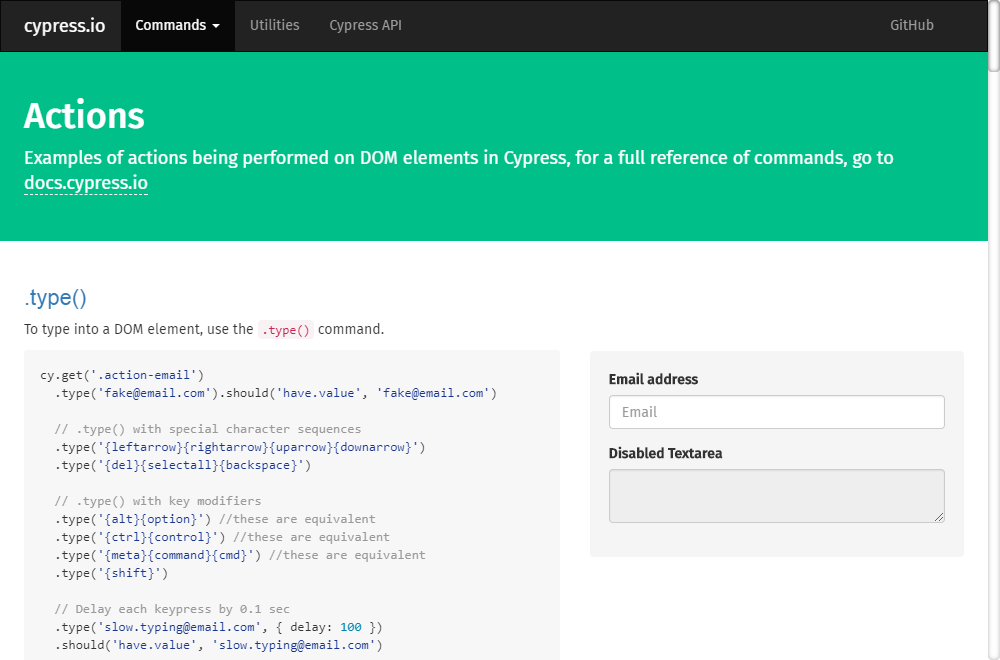 cypress.io Commands Utilities Cypress API GitHub
Actions
Examples of actions being performed on DOM elements in Cypress, for a full reference of commands, go to
docs.cypress.io
.type()
To type into a DOM element, use the .type() command.
cy.get('.action-email')
.type('fake@email.com').should('have.value', 'fake@email.com')
// .type() with special character sequences
.type('{leftarrow}{rightarrow}{uparrow}{downarrow}')
.type('{del}{selectall}{backspace}')
// .type() with key modifiers
.type('{alt}{option}') //these are equivalent
.type('{ctrl}{control}') //these are equivalent
.type('{meta}{command}{cmd}') //these are equivalent
.type('{shift}')
// Delay each keypress by 0.1 sec
.type('slow.typing@email.com', { delay: 100 })
.should('have.value', 'slow.typing@email.com')
Email address
Email
Disabled Textarea